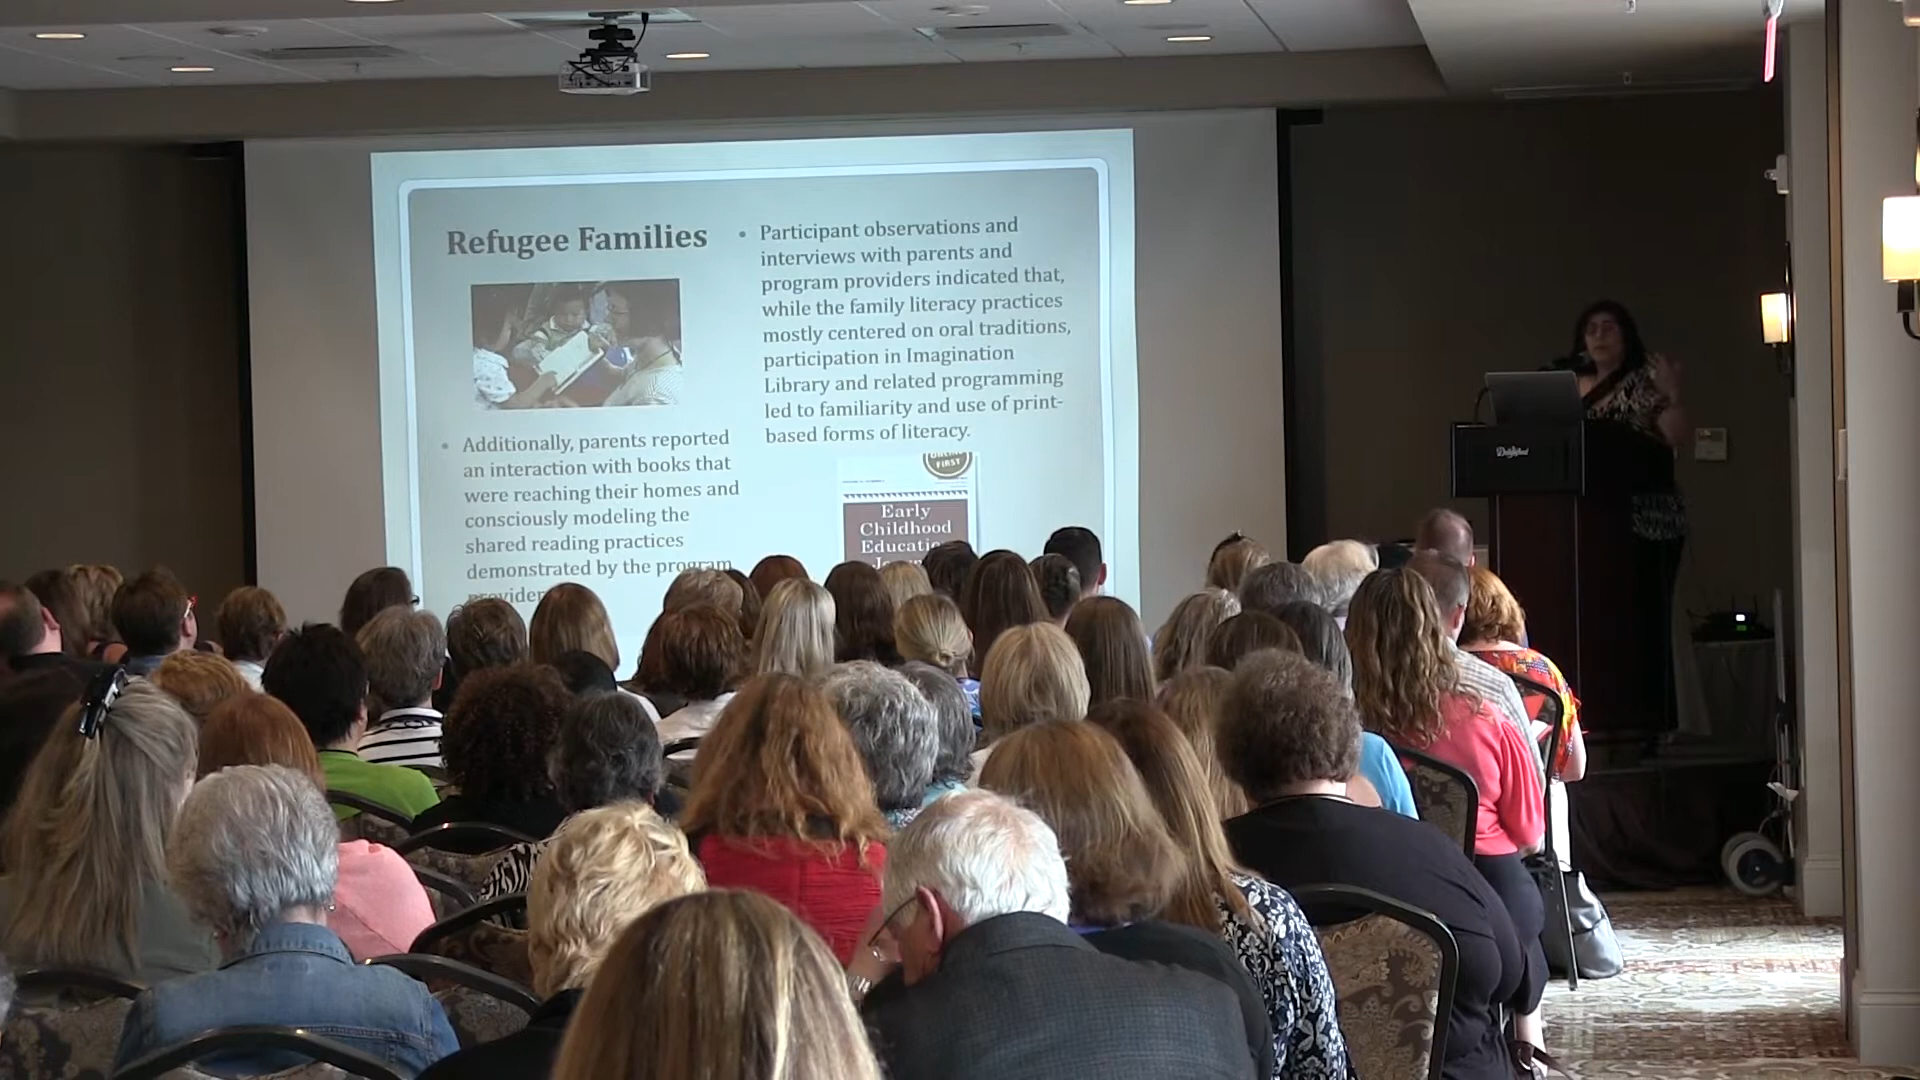 Refugee Families
• Additionally, parents reported
an interaction with books that
were reaching their homes and
consciously modeling the
shared reading practices
demonstrated by the program
• Participant observations and
interviews with parents and
program providers indicated that,
while the family literacy practices
mostly centered on oral traditions,
participation in Imagination
Library and related programming
led to familiarity and use of print-
based forms of literacy.
FIRST
Early
Childhood